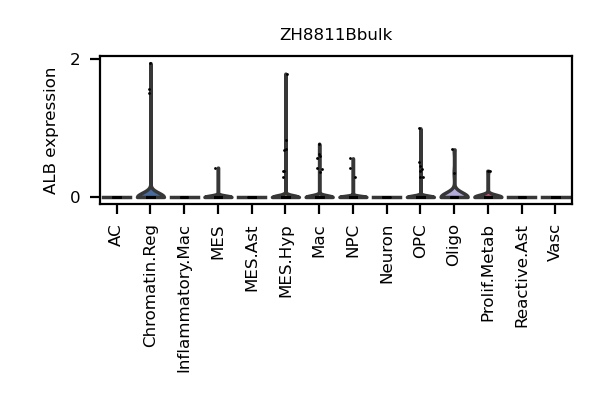 ZH8811Bbulk
ALB expression
2
0
AC
Chromatin.Reg
Inflammatory.Mac
MES
MES.Ast
MES.Hyp
Mac
NPC
Neuron
OPC
Oligo
Prolif.Metab
Reactive.Ast
Vasc